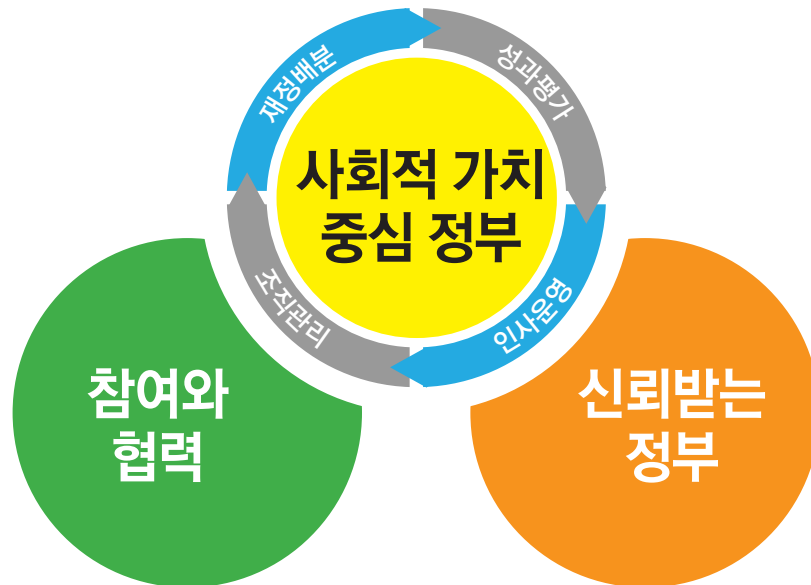 재정배분
성과평가
사회적 가치
중심 정부
조직관리
인사운영
참여와
협력
신뢰받는
정부